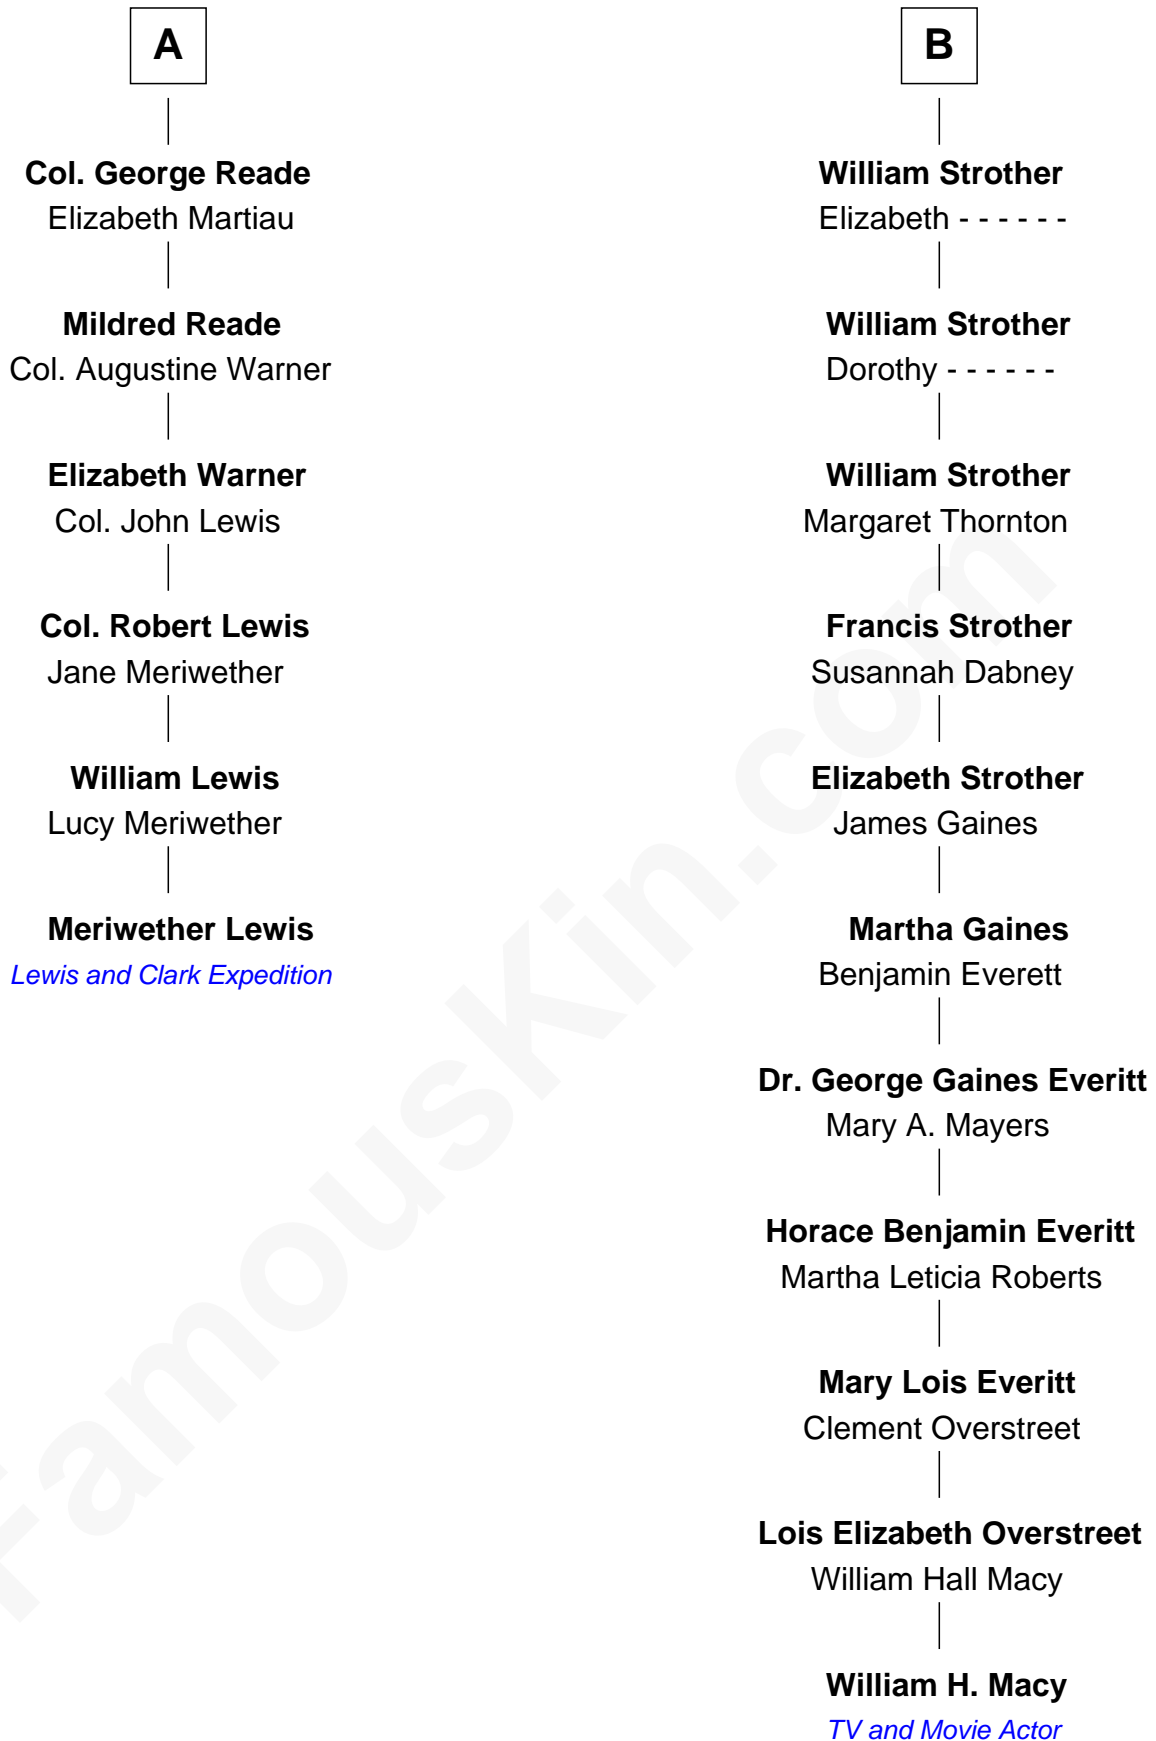 A
Col. George Reade
Elizabeth Martiau
Mildred Reade
Col. Augustine Warner
Elizabeth Warner
Col. John Lewis
Col. Robert Lewis
Jane Meriwether
William Lewis
Lucy Meriwether
Meriwether Lewis
Lewis and Clark Expedition
B
William Strother
Elizabeth - - - - - -
William Strother
Dorothy - - - - - -
William Strother
Margaret Thornton
Francis Strother
Susannah Dabney
Elizabeth Strother
James Gaines
Martha Gaines
Benjamin Everett
Dr. George Gaines Everitt
Mary A. Mayers
Horace Benjamin Everitt
Martha Leticia Roberts
Mary Lois Everitt
Clement Overstreet
Lois Elizabeth Overstreet
William Hall Macy
William H. Macy
TV and Movie Actor
FamousKin.com